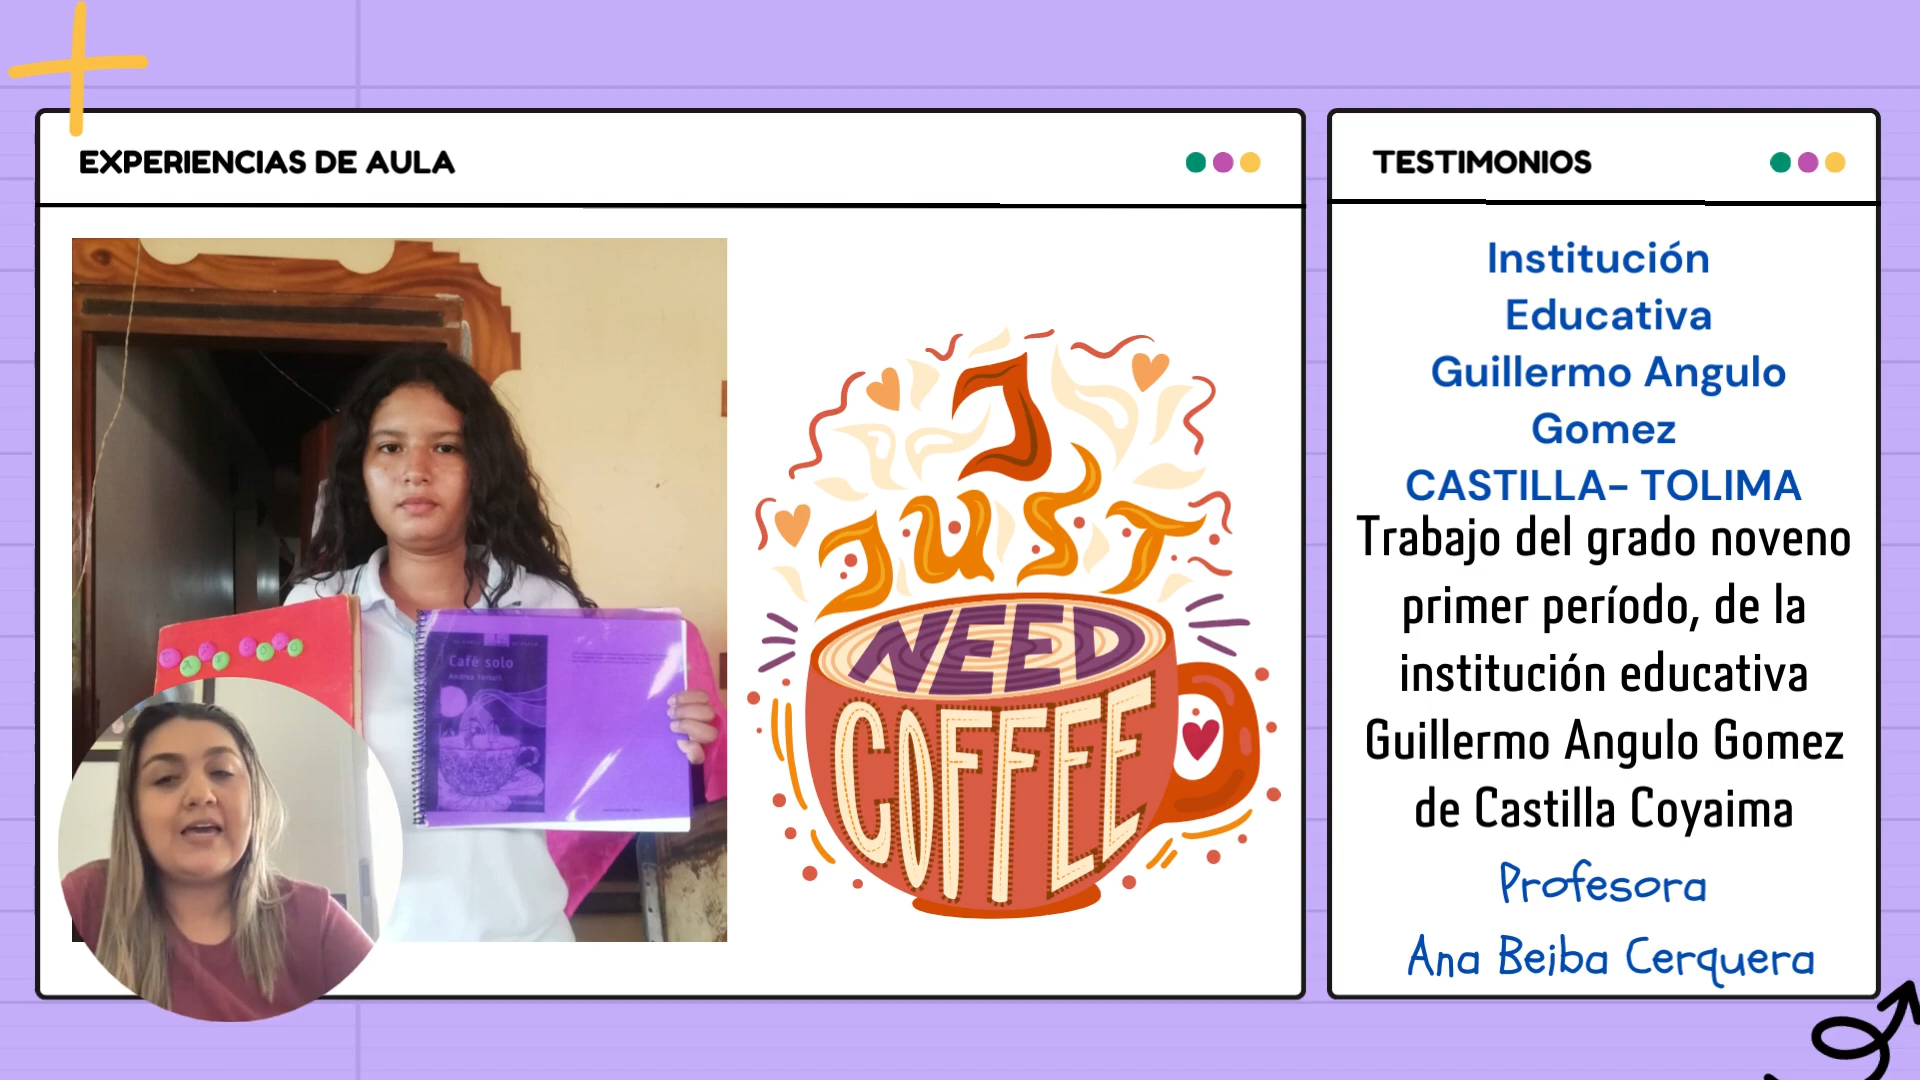 EXPERIENCIAS DE AULA
Café solo
Andrea Ferrari
I
JUST
NEED
COFFEE
TESTIMONIOS
Institución
Educativa
Guillermo Angulo
Gomez
CASTILLA- TOLIMA
Trabajo del grado noveno
primer período, de la
institución educativa
Guillermo Angulo Gomez
de Castilla Coyaima
Profesora
Ana Beiba Cerquera